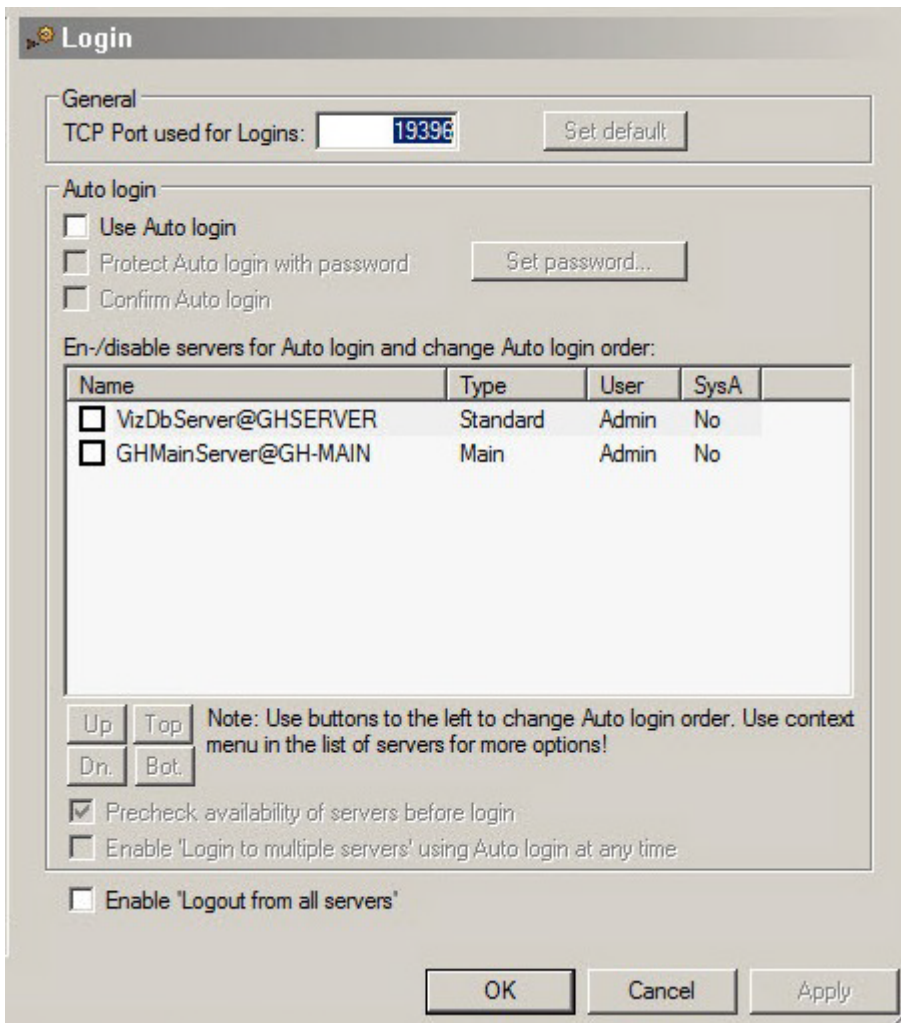 Login
General
TCP Port used for Logins: 19396 Set default
Auto login
Use Auto login
Protect Auto login with password Set password...
Confirm Auto login
En-/disable servers for Auto login and change Auto login order:
Name Type User SysA
VizDbServer@GHSERVER Standard Admin No
GHMainServer@GH-MAIN Main Admin No
Up Top Note: Use buttons to the left to change Auto login order. Use context
Dn. Bot. menu in the list of servers for more options!
Precheck availability of servers before login
Enable 'Login to multiple servers' using Auto login at any time
Enable 'Logout from all servers'
OK Cancel Apply